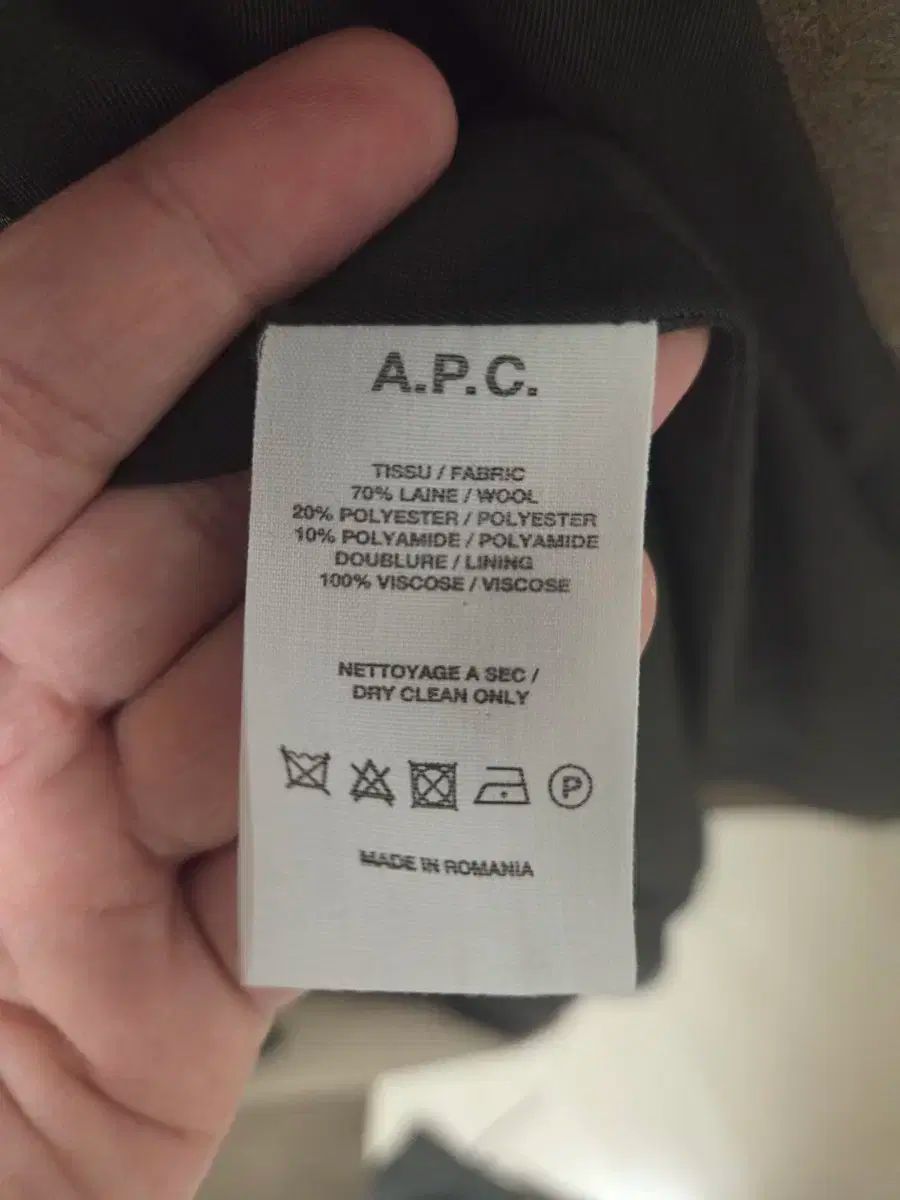 A.P.C.
TISSU / FABRIC
70% LAINE / WOOL
20% POLYESTER / POLYESTER
10% POLYAMIDE / POLYAMIDE
DOUBLURE / LINING
100% VISCOSE / VISCOSE
NETTOYAGE A SEC /
DRY CLEAN ONLY
P
MADE IN ROMANIA